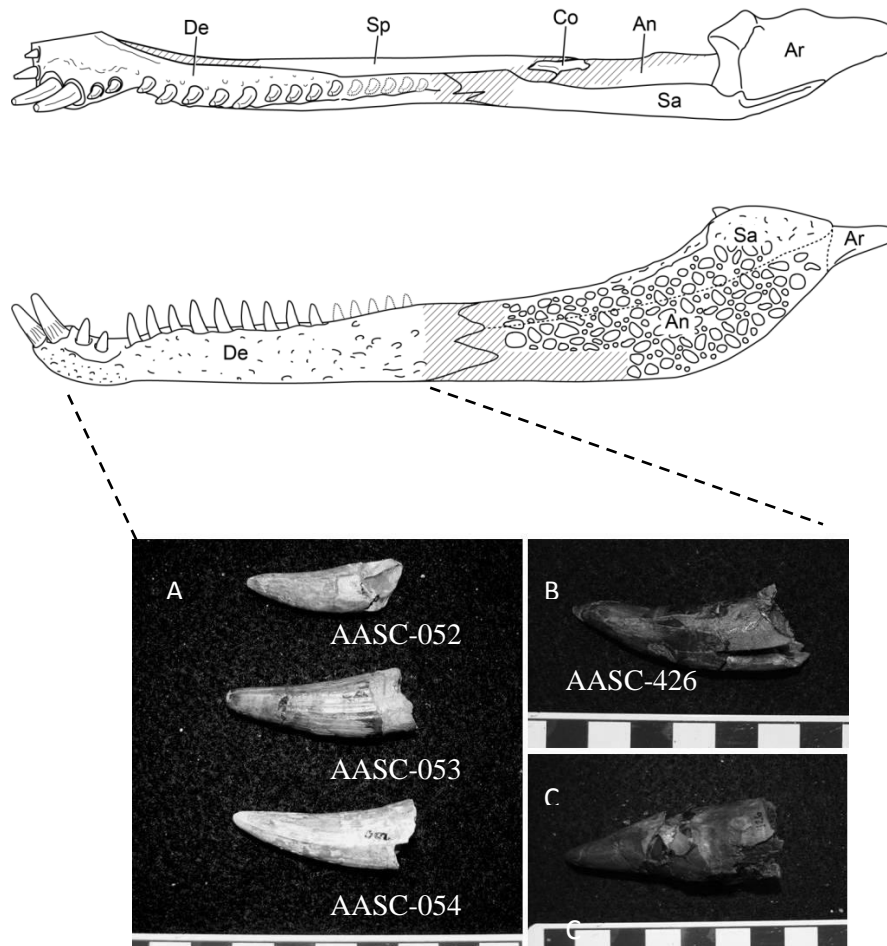 De
Sp
Co
An
Ar
Sa
Sa
Ar
An
De
A
AASC-052
AASC-053
AASC-054
B
AASC-426
C
C